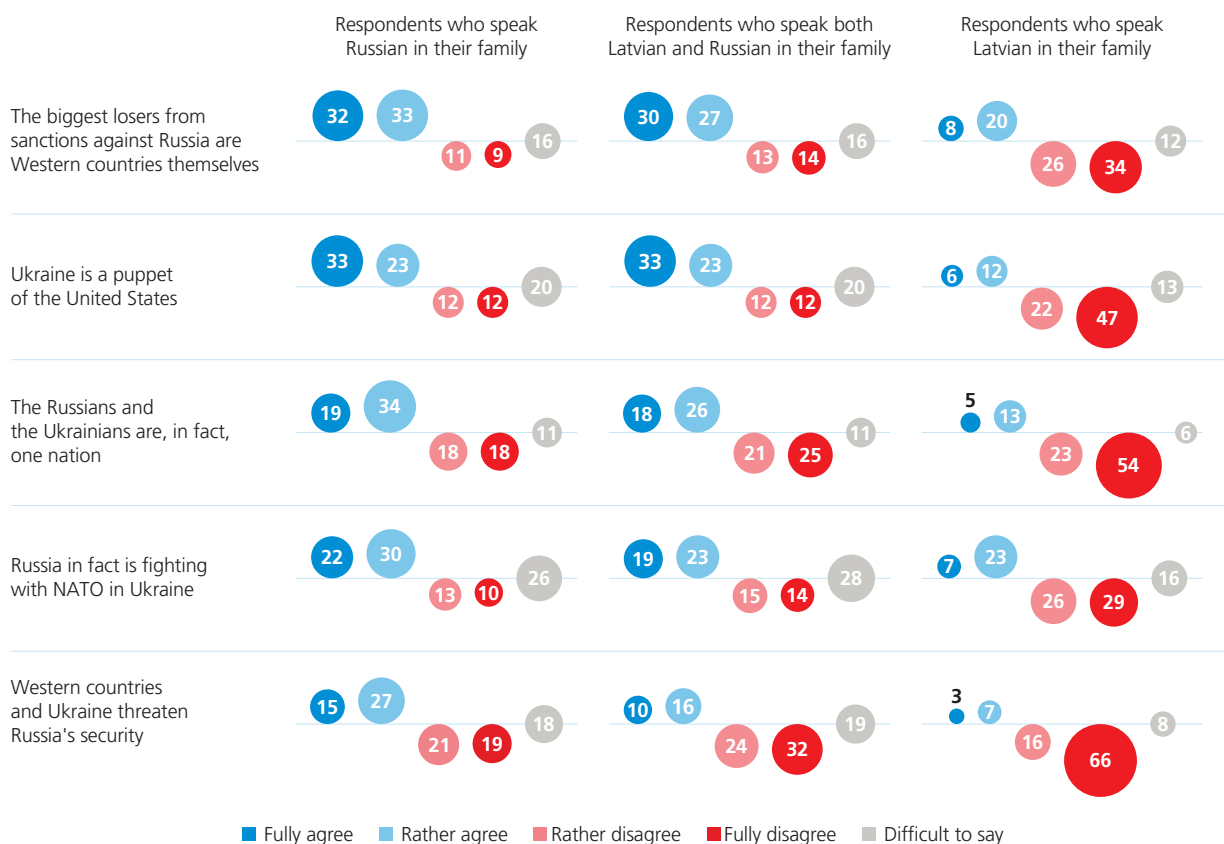 Respondents who speak
Russian in their family
Respondents who speak both
Latvian and Russian in their family
Respondents who speak
Latvian in their family
The biggest losers from
sanctions against Russia are
Western countries themselves
32 33 11 9 16
30 27 13 14 16
8 20 26 34 12
Ukraine is a puppet
of the United States
33 23 12 12 20
33 23 12 12 20
6 12 22 47 13
The Russians and
the Ukrainians are, in fact,
one nation
19 34 18 18 11
18 26 21 25 11
5 13 23 54 6
Russia in fact is fighting
with NATO in Ukraine
22 30 13 10 26
19 23 15 14 28
7 23 26 29 16
Western countries
and Ukraine threaten
Russia's security
15 27 21 19 18
10 16 24 32 19
3 7 16 66 8
Fully agree Rather agree Rather disagree Fully disagree Difficult to say